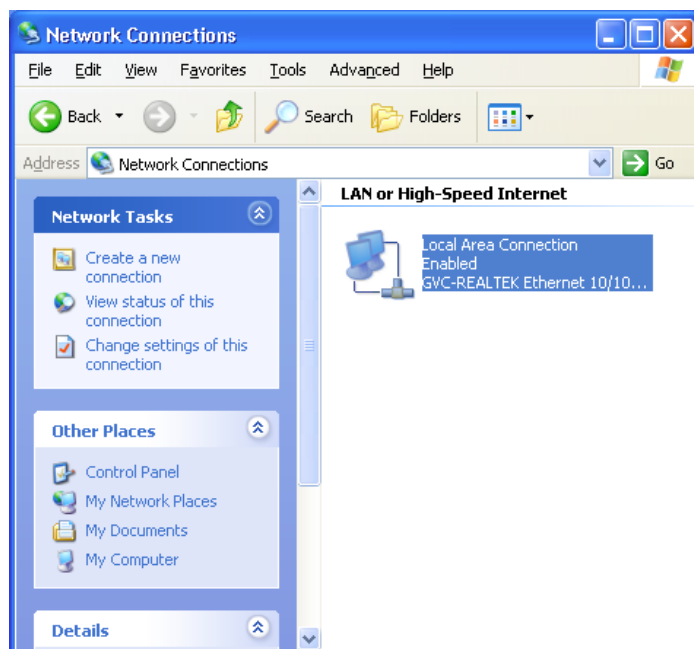 Network Connections
File Edit View Favorites Tools Advanced Help
Back Search Folders
Address Network Connections Go
Network Tasks
Create a new
connection
View status of this
connection
Change settings of this
connection
Other Places
Control Panel
My Network Places
My Documents
My Computer
Details
LAN or High-Speed Internet
Local Area Connection
Enabled
GVC-REALTEK Ethernet 10/10...